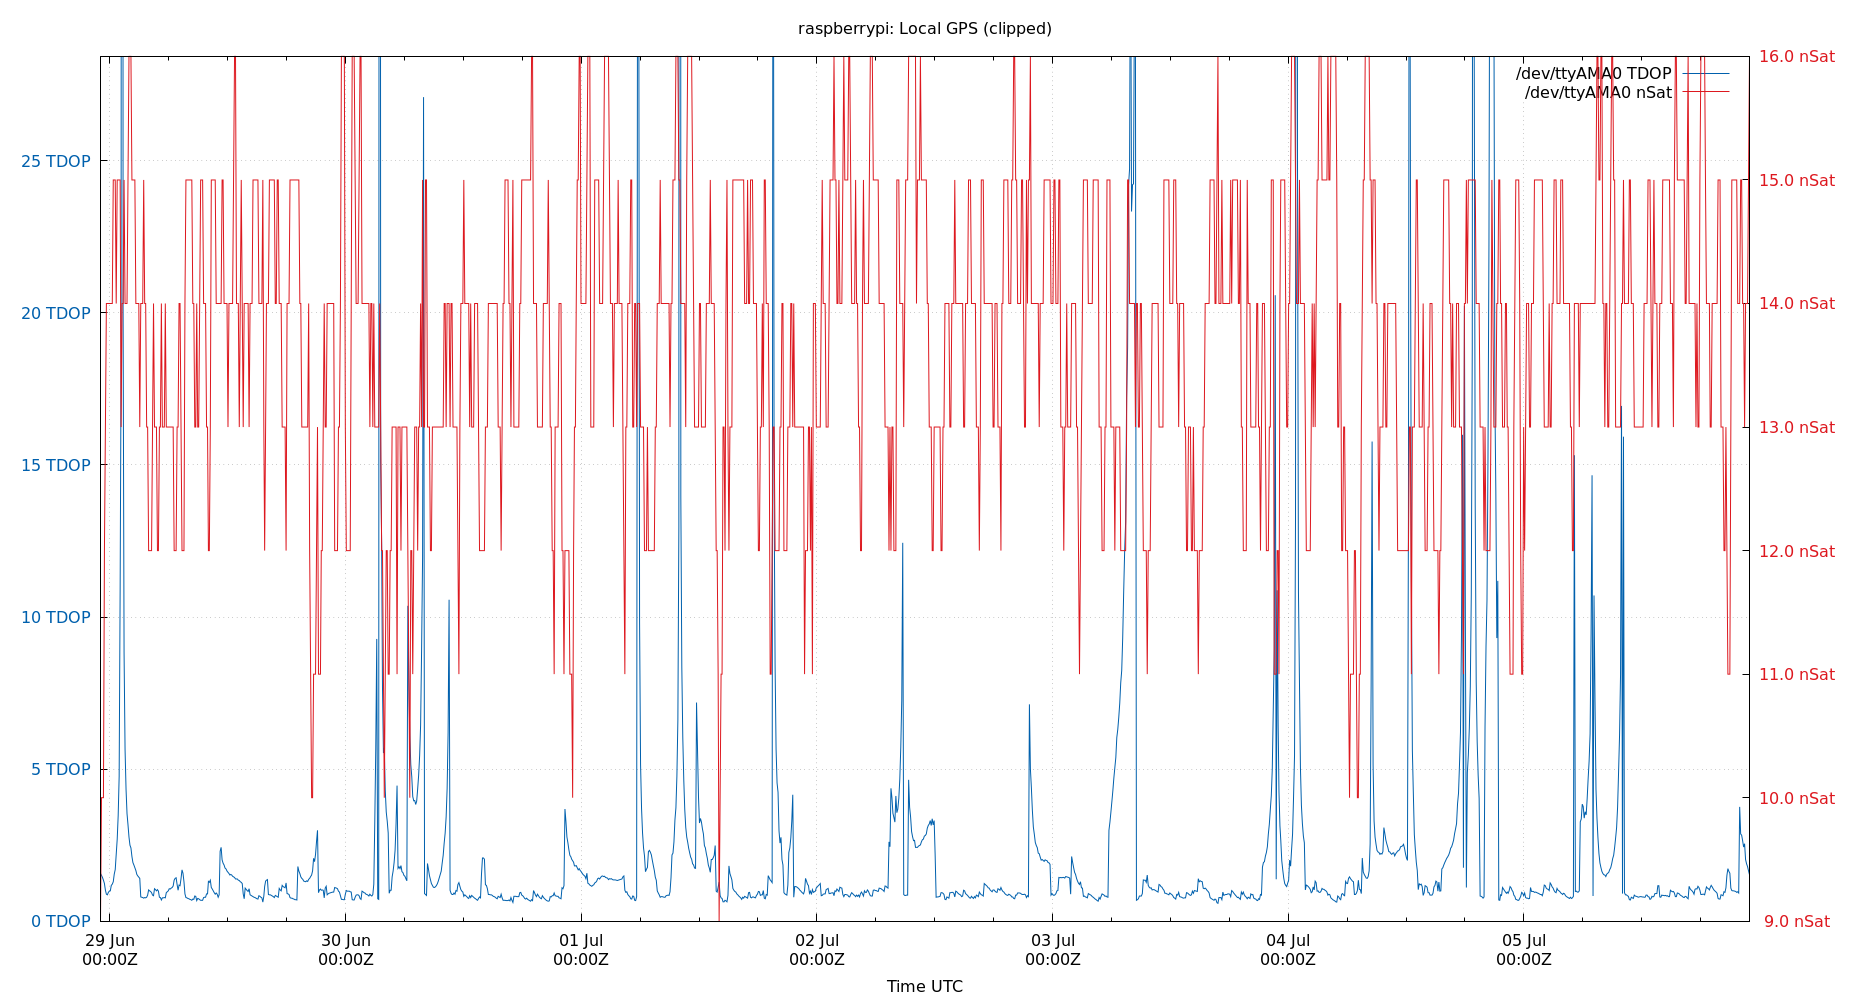 raspberrypi: Local GPS (clipped)
16.0 nSat
/dev/ttyAMA0 TDOP
/dev/ttyAMA0 nSat
25 TDOP
15.0 nSat
20 TDOP
14.0 nSat
13.0 nSat
15 TDOP
12.0 nSat
10 TDOP
11.0 nSat
5 TDOP
10.0 nSat
0 TDOP
9.0 nSat
29 Jun
00:00Z
30 Jun
00:00Z
01 Jul
00:00Z
02 Jul
00:00Z
03 Jul
00:00Z
04 Jul
00:00Z
05 Jul
00:00Z
Time UTC